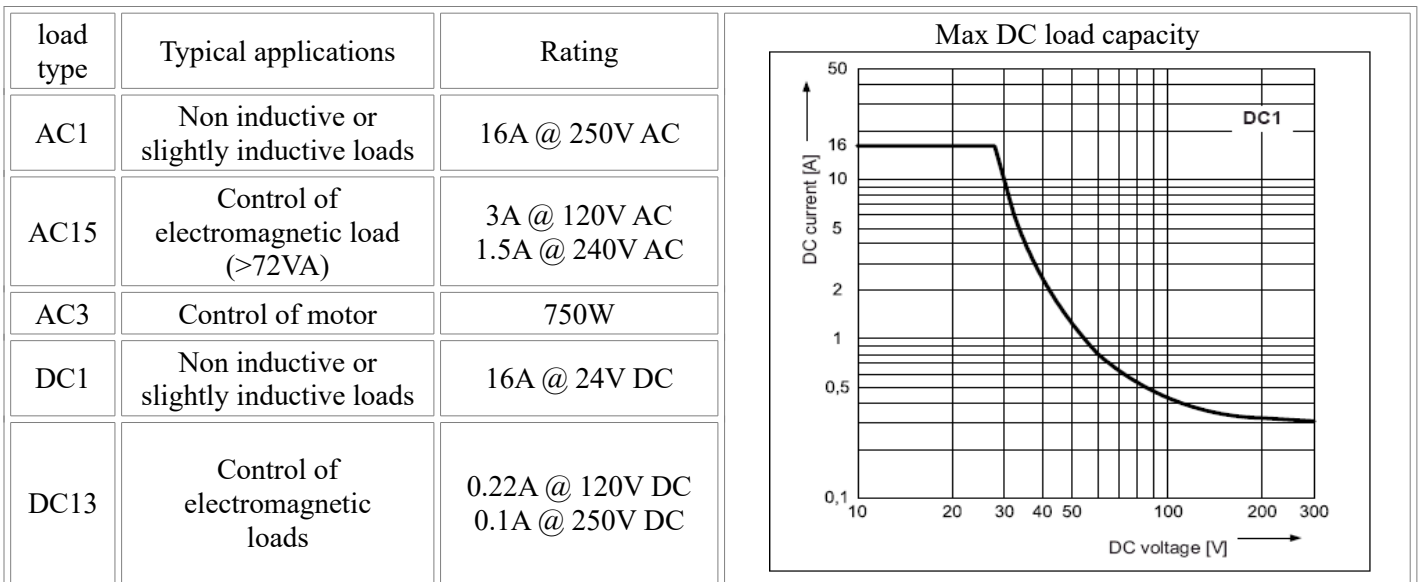 load
type
Typical applications
Rating
AC1
Non inductive or
slightly inductive loads
16A @ 250V AC
AC15
Control of
electromagnetic load
(>72VA)
3A @ 120V AC
1.5A @ 240V AC
AC3
Control of motor
750W
DC1
Non inductive or
slightly inductive loads
16A @ 24V DC
DC13
Control of
electromagnetic
loads
0.22A @ 120V DC
0.1A @ 250V DC
Max DC load capacity
DC1
DC current [A]
50
16
10
5
2
1
0,5
0,1
10 20 30 40 50 100 200 300
DC voltage [V]